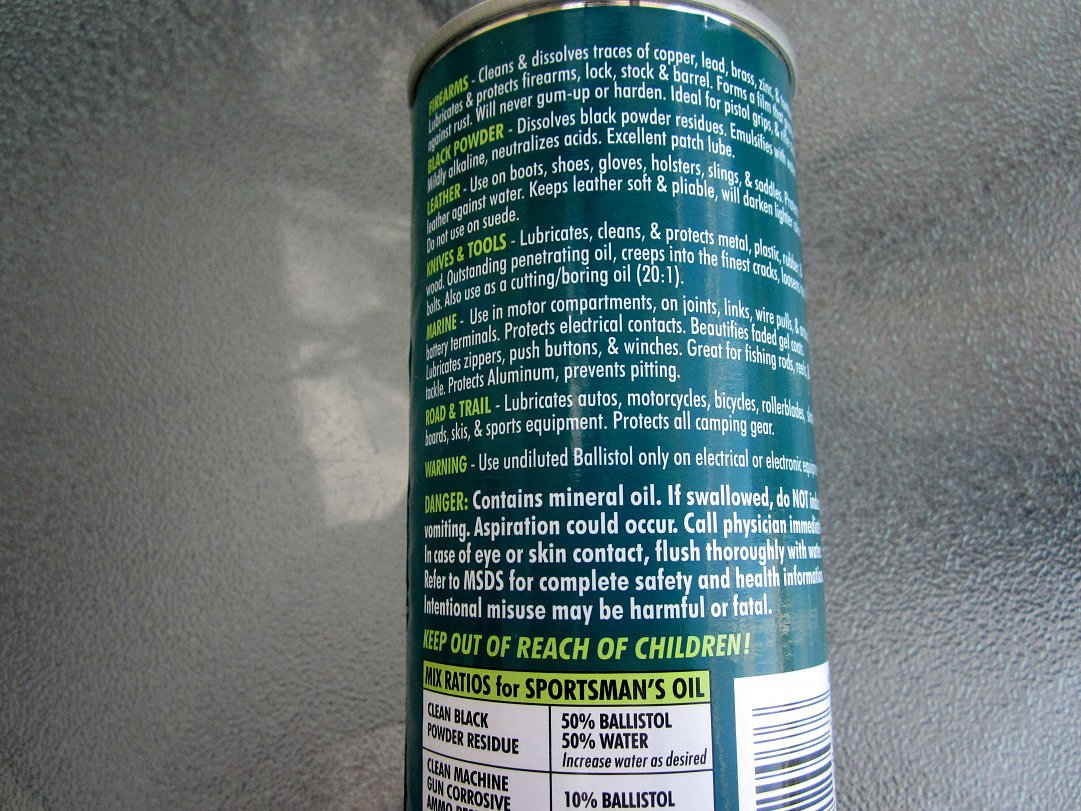 FIREARMS - Cleans & dissolves traces of copper, lead, brass, zinc, &
Lubricates & protects firearms, lock, stock & barrel. Forms a film that
against rust. Will never gum-up or harden. Ideal for pistol grips, &
BLACK POWDER - Dissolves black powder residues. Emulsifies with
Mildly alkaline, neutralizes acids. Excellent patch lube.
LEATHER - Use on boots, shoes, gloves, holsters, slings, & saddles.
leather against water. Keeps leather soft & pliable, will darken lighter
Do not use on suede.
KNIVES & TOOLS - Lubricates, cleans, & protects metal, plastic, rubber,
wood. Outstanding penetrating oil, creeps into the finest cracks,
bolts. Also use as a cutting/boring oil (20:1).
MARINE - Use in motor compartments, on joints, links, wire pulls, &
battery terminals. Protects electrical contacts. Beautifies faded gel coats.
Lubricates zippers, push buttons, & winches. Great for fishing rods,
tackle. Protects Aluminum, prevents pitting.
ROAD & TRAIL - Lubricates autos, motorcycles, bicycles, rollerblades,
boards, skis, & sports equipment. Protects all camping gear.
WARNING - Use undiluted Ballistol only on electrical or electronic
DANGER: Contains mineral oil. If swallowed, do NOT
vomiting. Aspiration could occur. Call physician
In case of eye or skin contact, flush thoroughly with
Refer to MSDS for complete safety and health
Intentional misuse may be harmful or fatal.
KEEP OUT OF REACH OF CHILDREN!
MIX RATIOS for SPORTSMAN'S OIL
CLEAN BLACK
POWDER RESIDUE
50% BALLISTOL
50% WATER
Increase water as desired
CLEAN MACHINE
GUN CORROSIVE
AMMO
10% BALLISTOL